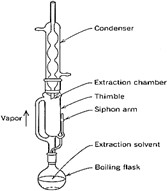 Condenser
Extraction chamber
Thimble
Siphon arm
Vapor
Extraction solvent
Boiling flask